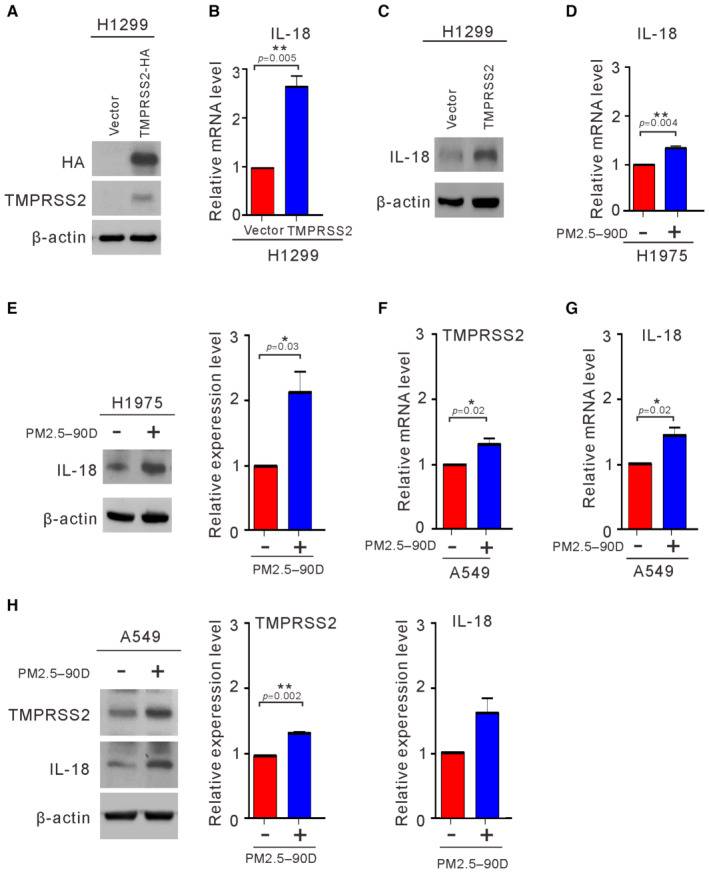 A
H1299
Vector
TMPRSS2-HA
HA
TMPRSS2
β-actin
B
IL-18
**
p=0.005
Relative mRNA level
3
2
1
0
Vector TMPRSS2
H1299
C
H1299
Vector
TMPRSS2
IL-18
β-actin
D
IL-18
**
p=0.004
Relative mRNA level
3
2
1
0
PM2.5–90D − +
H1975
E
H1975
PM2.5–90D − +
IL-18
β-actin
Relative experession level
3
2
1
0
*
p=0.03
− +
PM2.5–90D
F
TMPRSS2
*
p=0.02
Relative mRNA level
3
2
1
0
PM2.5–90D − +
A549
G
IL-18
*
p=0.02
Relative mRNA level
3
2
1
0
PM2.5–90D − +
A549
H
A549
PM2.5–90D − +
TMPRSS2
IL-18
β-actin
TMPRSS2
**
p=0.002
Relative experession level
3
2
1
0
− +
PM2.5–90D
IL-18
Relative experession level
3
2
1
0
− +
PM2.5–90D